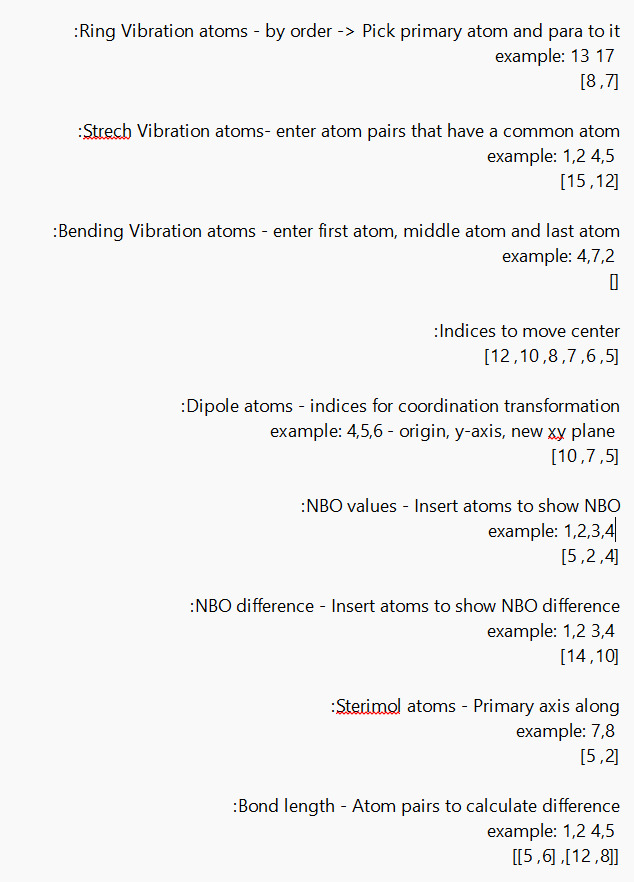 :Ring Vibration atoms - by order -> Pick primary atom and para to it
example: 13 17
[8 ,7]
:Strech Vibration atoms- enter atom pairs that have a common atom
example: 1,2 4,5
[15 ,12]
:Bending Vibration atoms - enter first atom, middle atom and last atom
example: 4,7,2
[]
:Indices to move center
[12 ,10 ,8 ,7 ,6 ,5]
:Dipole atoms - indices for coordination transformation
example: 4,5,6 - origin, y-axis, new xy plane
[10 ,7 ,5]
:NBO values - Insert atoms to show NBO
example: 1,2,3,4
[5 ,2 ,4]
:NBO difference - Insert atoms to show NBO difference
example: 1,2 3,4
[14 ,10]
:Sterimol atoms - Primary axis along
example: 7,8
[5 ,2]
:Bond length - Atom pairs to calculate difference
example: 1,2 4,5
[[5 ,6] ,[12 ,8]]